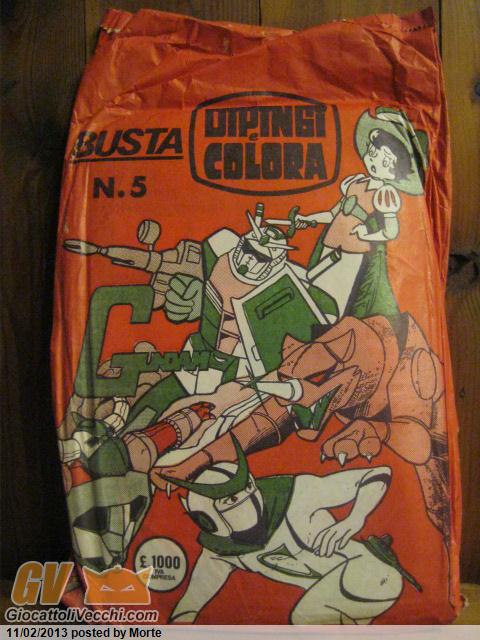 BUSTA
N.5
DIPINGI
e
COLORA
GUNDAM
£ 1000
IVA
COMPRESA
GV
GiocattoliVecchi.com
11/02/2013 posted by Morte